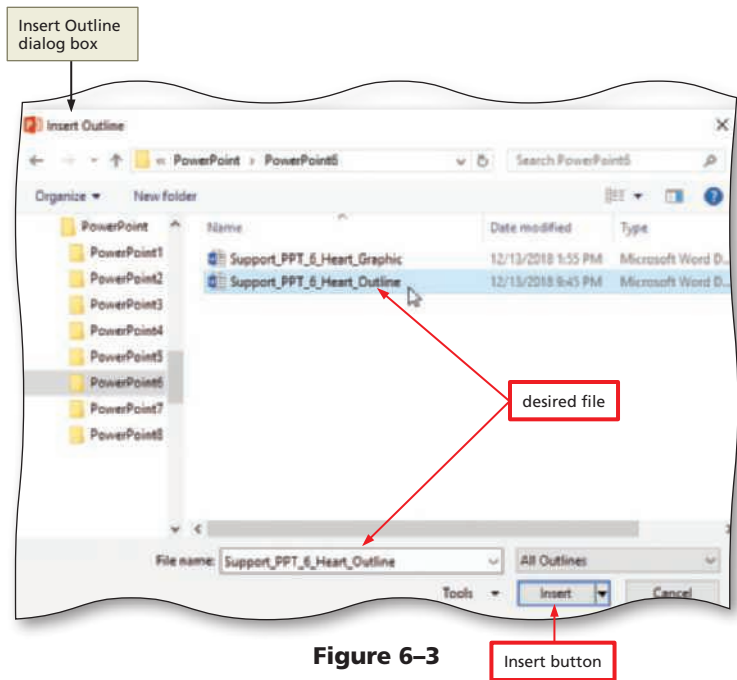 Insert Outline
dialog box
Insert Outline
« PowerPoint › PowerPoint6
Search PowerPoint6
Organize
New folder
Name
Date modified
Type
PowerPoint
PowerPoint1
PowerPoint2
PowerPoint3
PowerPoint4
PowerPoint5
PowerPoint6
PowerPoint7
PowerPoint8
Support_PPT_6_Heart_Graphic 12/13/2018 1:55 PM Microsoft Word D...
Support_PPT_6_Heart_Outline 12/13/2018 9:45 PM Microsoft Word D...
desired file
File name: Support_PPT_6_Heart_Outline
All Outlines
Tools
Insert
Cancel
Figure 6–3
Insert button